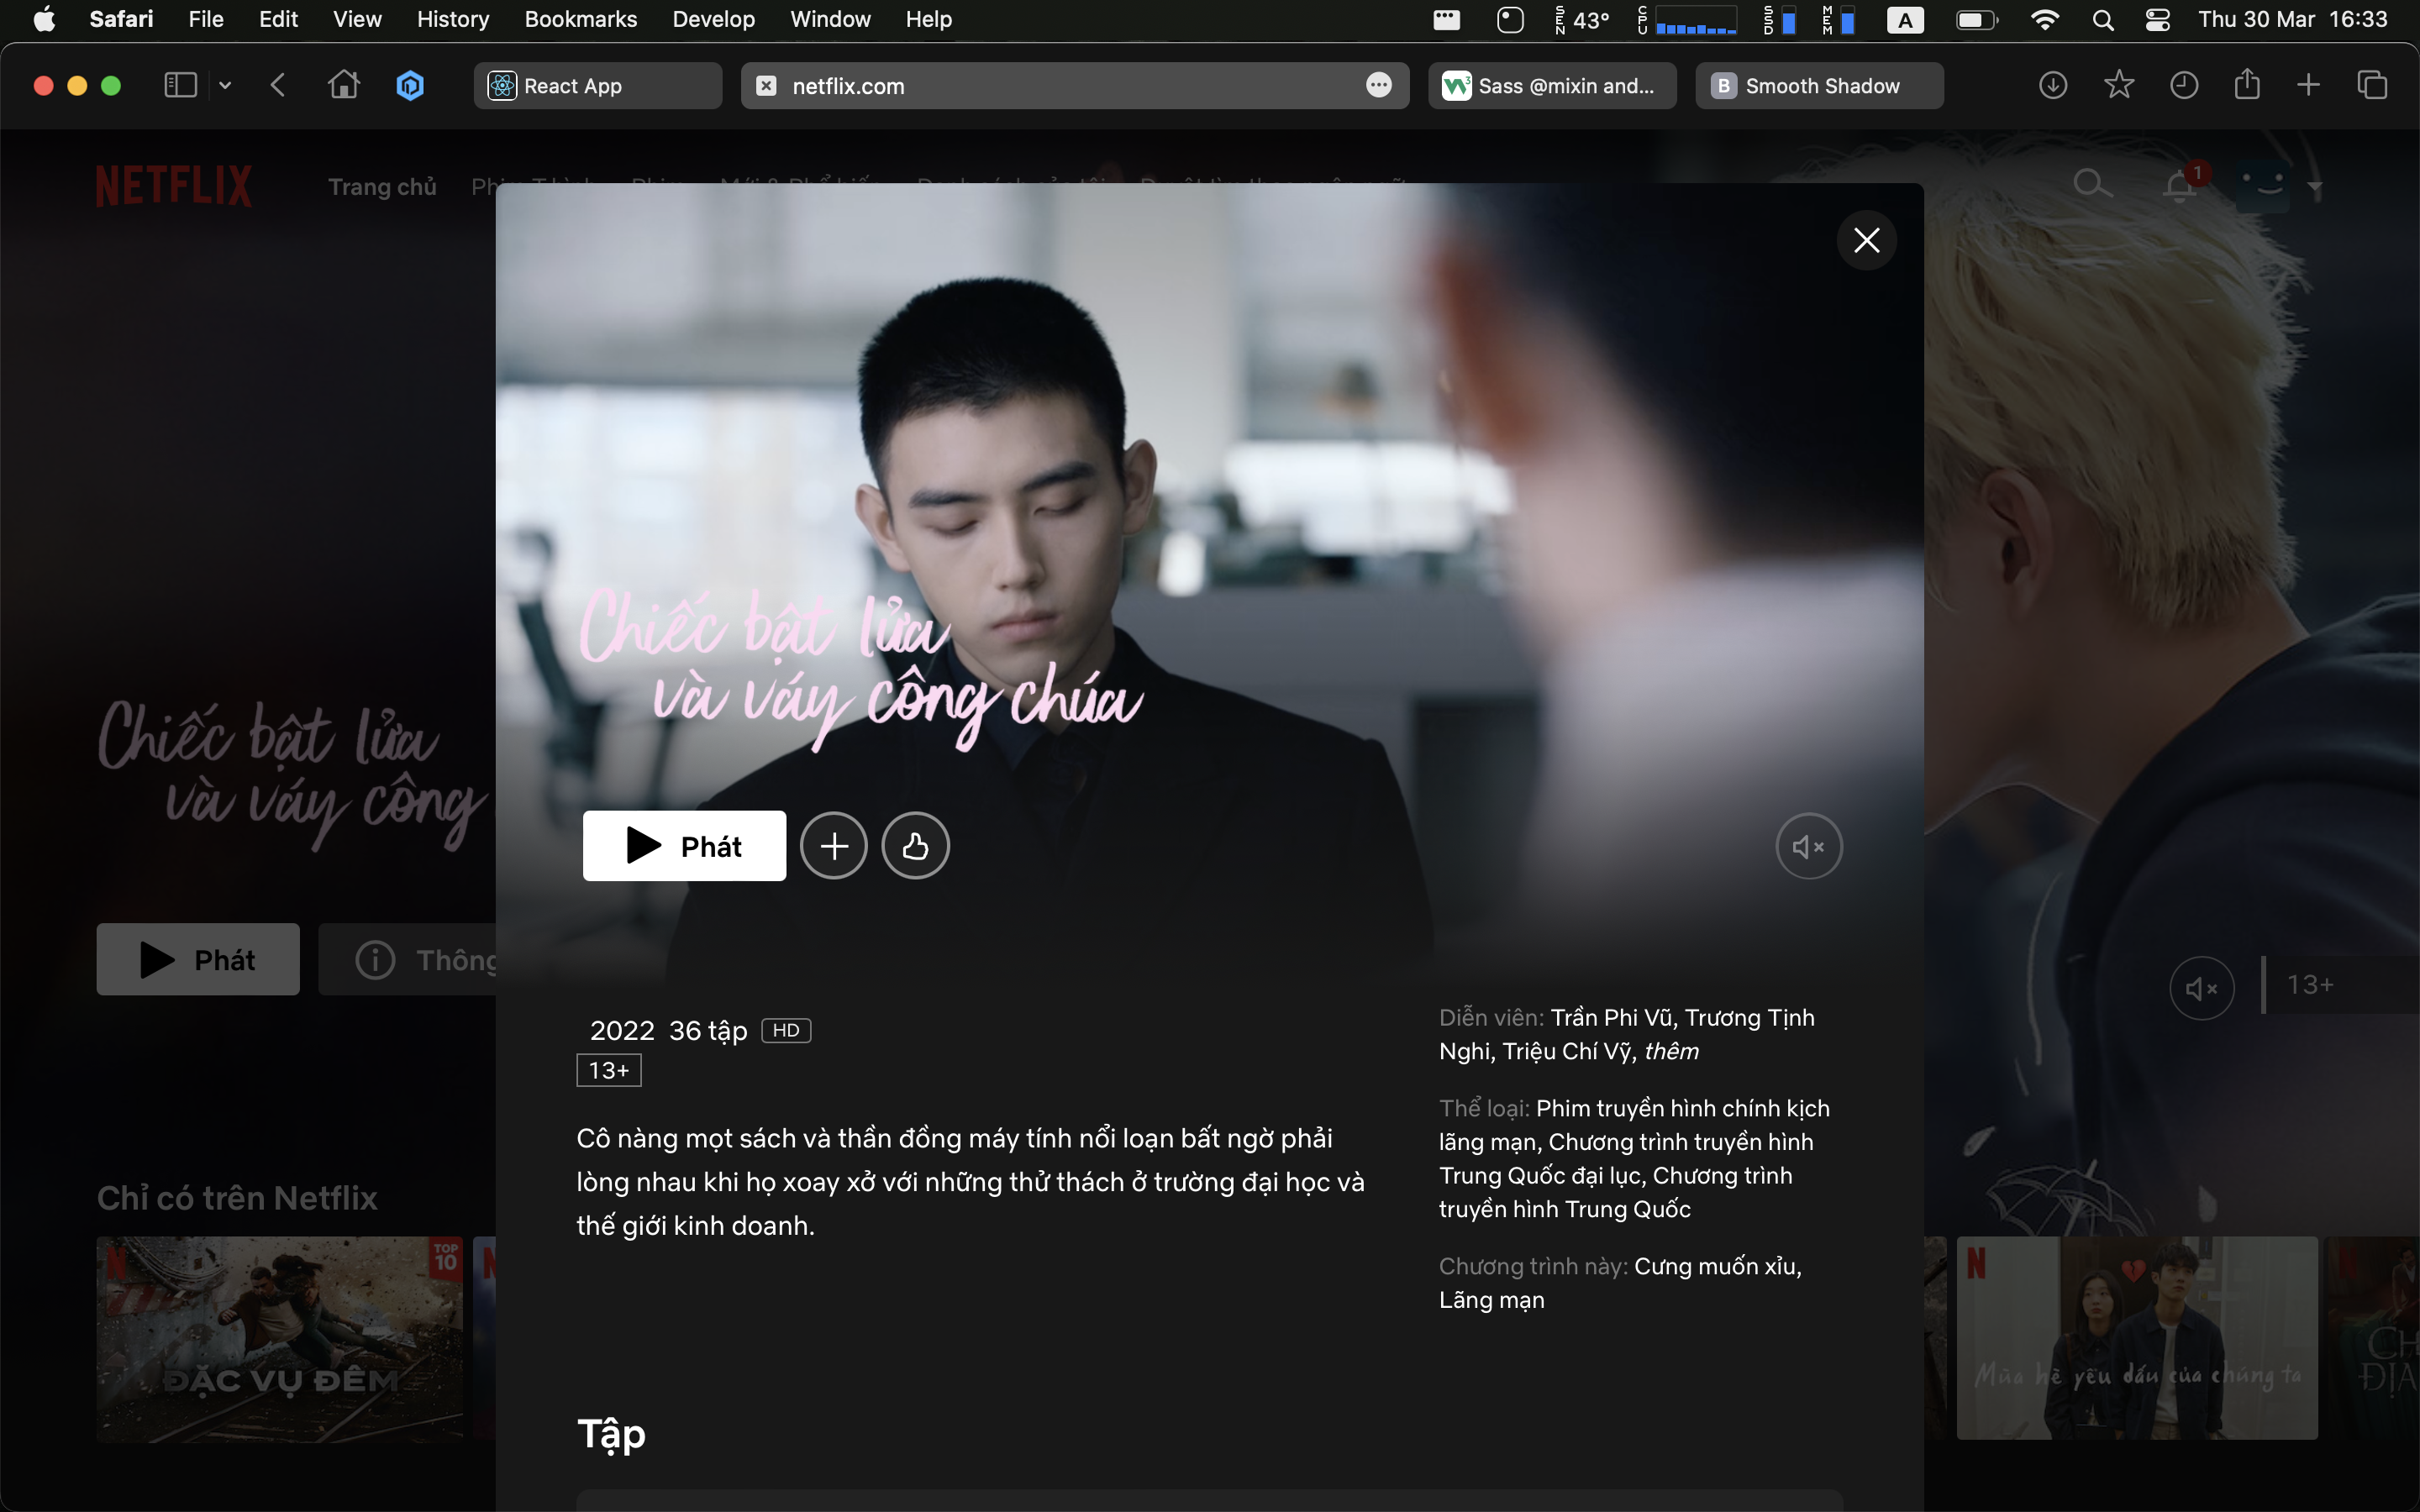 Safari File Edit View History Bookmarks Develop Window Help SEN 43° CPU SSD MEM A Thu 30 Mar 16:33
React App netflix.com Sass @mixin and... B Smooth Shadow
NETFLIX Trang chủ 1
Chiếc bật lửa
và váy công chúa
Chiếc bật lửa
và váy công
Phát
Phát Thông
13+
2022 36 tập HD
13+
Cô nàng mọt sách và thần đồng máy tính nổi loạn bất ngờ phải
lòng nhau khi họ xoay xở với những thử thách ở trường đại học và
thế giới kinh doanh.
Diễn viên: Trần Phi Vũ, Trương Tịnh
Nghi, Triệu Chí Vỹ, thêm
Thể loại: Phim truyền hình chính kịch
lãng mạn, Chương trình truyền hình
Trung Quốc đại lục, Chương trình
truyền hình Trung Quốc
Chương trình này: Cưng muốn xỉu,
Lãng mạn
Chỉ có trên Netflix
N TOP
10
ĐẶC VỤ ĐÊM
N
Mùa hè yêu dấu của chúng ta
Tập